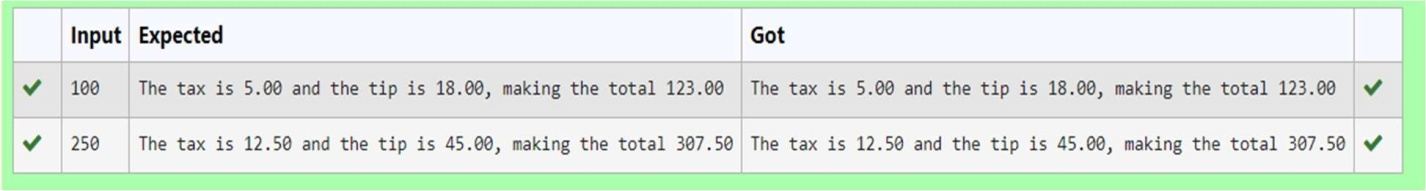 Input Expected Got
100 The tax is 5.00 and the tip is 18.00, making the total 123.00 The tax is 5.00 and the tip is 18.00, making the total 123.00
250 The tax is 12.50 and the tip is 45.00, making the total 307.50 The tax is 12.50 and the tip is 45.00, making the total 307.50